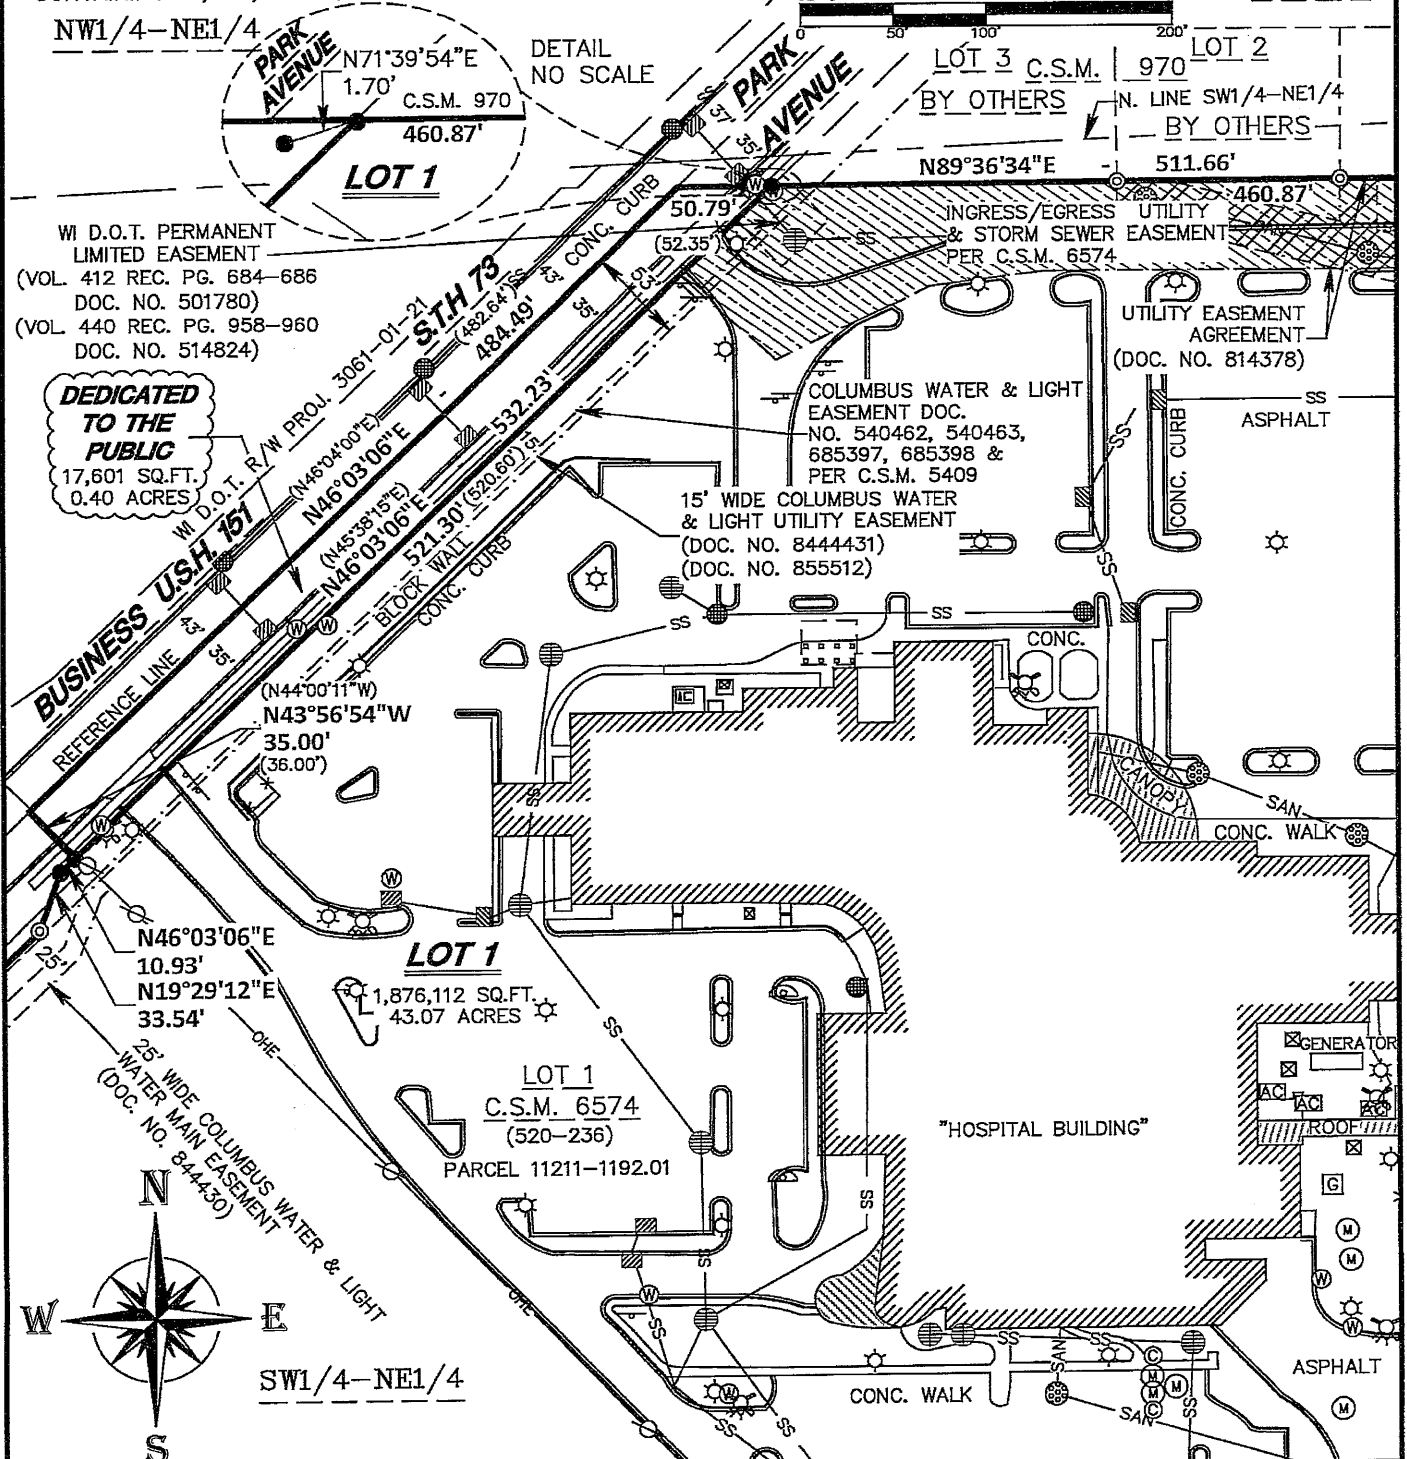 NW1/4-NE1/4
PARK
AVENUE
N71°39'54"E
1.70'
C.S.M. 970
460.87'
LOT 1
DETAIL
NO SCALE
0 50' 100' 200'
PARK
AVENUE
LOT 3 C.S.M. 970 LOT 2
BY OTHERS
N. LINE SW1/4-NE1/4
BY OTHERS
N89°36'34"E - 511.66'
460.87'
SS
37'
35'
50.79'
(52.35')
SS
INGRESS/EGRESS UTILITY
& STORM SEWER EASEMENT
PER C.S.M. 6574
WI D.O.T. PERMANENT
LIMITED EASEMENT
(VOL. 412 REC. PG. 684-686
DOC. NO. 501780)
(VOL. 440 REC. PG. 958-960
DOC. NO. 514824)
UTILITY EASEMENT
AGREEMENT
(DOC. NO. 814378)
CONC. CURB
SS
43'
35'
53'
S.T.H 73
(482.64')
484.49'
DEDICATED
TO THE
PUBLIC
17,601 SQ.FT.
0.40 ACRES
WI D.O.T. R/W PROJ. 3061-01-21
(N46°04'00"E)
N46°03'06"E
532.23'
(N45°38'15"E)
N46°03'06"E
521.30'
(520.60')
15'
BLOCK WALL
CONC. CURB
COLUMBUS WATER & LIGHT
EASEMENT DOC.
NO. 540462, 540463,
685397, 685398 &
PER C.S.M. 5409
15' WIDE COLUMBUS WATER
& LIGHT UTILITY EASEMENT
(DOC. NO. 8444431)
(DOC. NO. 855512)
SS
ASPHALT
SS
CONC. CURB
SS
BUSINESS U.S.H. 151
43'
35'
REFERENCE LINE
(N44°00'11"W)
N43°56'54"W
35.00'
(36.00')
SS
SS
CONC.
AC
SS
CANOPY
SAN
CONC. WALK
N46°03'06"E
10.93'
N19°29'12"E
33.54'
25'
LOT 1
1,876,112 SQ.FT.
43.07 ACRES
SS
OHE
25' WIDE COLUMBUS WATER & LIGHT
WATER MAIN EASEMENT
(DOC. NO. 844430)
LOT 1
C.S.M. 6574
(520-236)
PARCEL 11211-1192.01
"HOSPITAL BUILDING"
GENERATOR
AC
AC
AC
ROOF
G
M
M
W
W
SS
SS
OHE
W
SS
SS
SS
SAN
C
M
M
M
C
SS
SAN
CONC. WALK
ASPHALT
M
W
SS
SS
N
W
E
S
SW1/4-NE1/4